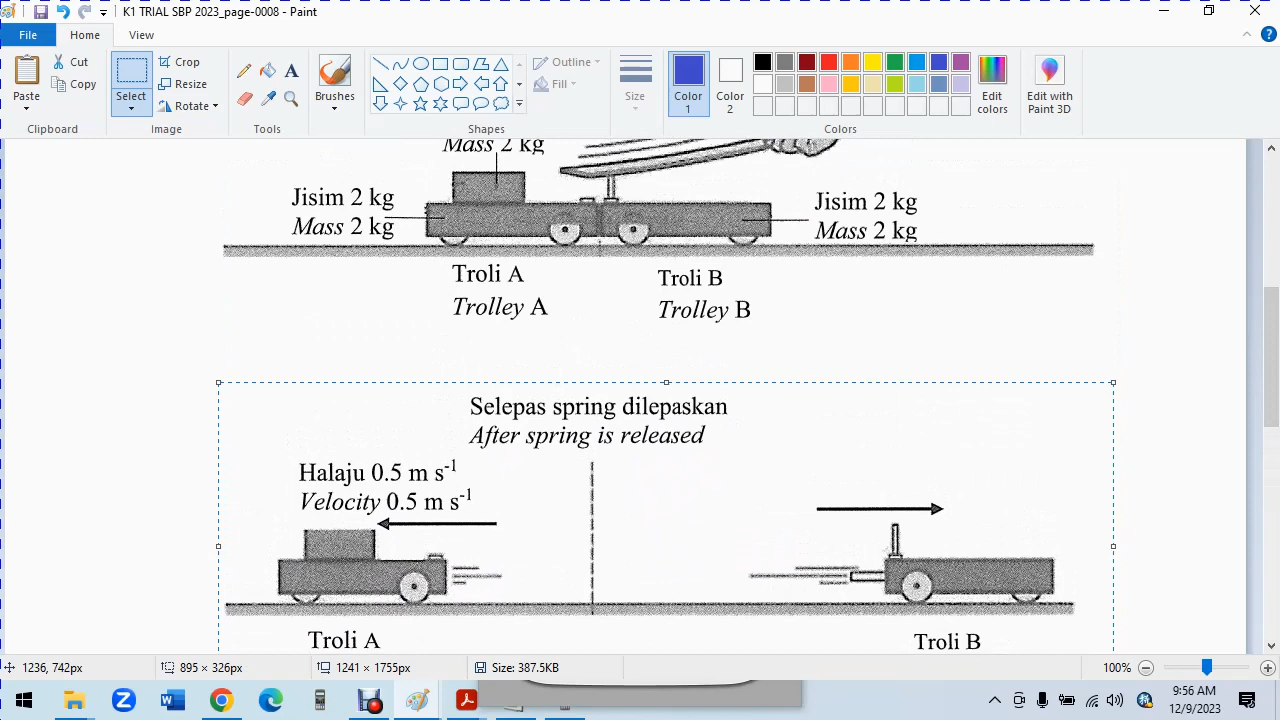 K1 TRIAL SBP 2023_page-0008 - Paint
File Home View
Paste
Cut
Copy
Clipboard
Select
Crop
Resize
Rotate
Image
A
Tools
Brushes
Outline
Fill
Shapes
Size
Color 1
Color 2
Edit colors
Colors
Edit with Paint 3D
Mass 2 kg
Jisim 2 kg
Mass 2 kg
Jisim 2 kg
Mass 2 kg
Troli A
Trolley A
Troli B
Trolley B
Selepas spring dilepaskan
After spring is released
Halaju 0.5 m s⁻¹
Velocity 0.5 m s⁻¹
Troli A
Troli B
1236, 742px
895 × 326px
1241 × 1755px
Size: 387.5KB
100%
9:56 AM
12/9/2023